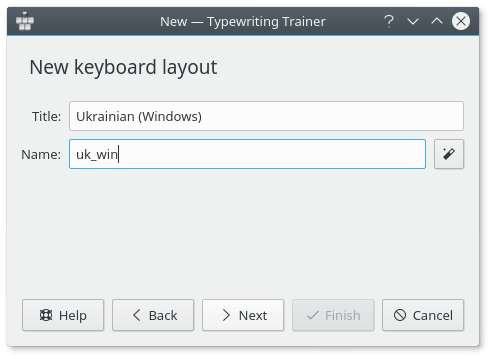 New — Typewriting Trainer
New keyboard layout
Title: Ukrainian (Windows)
Name: uk_win
Help Back Next Finish Cancel